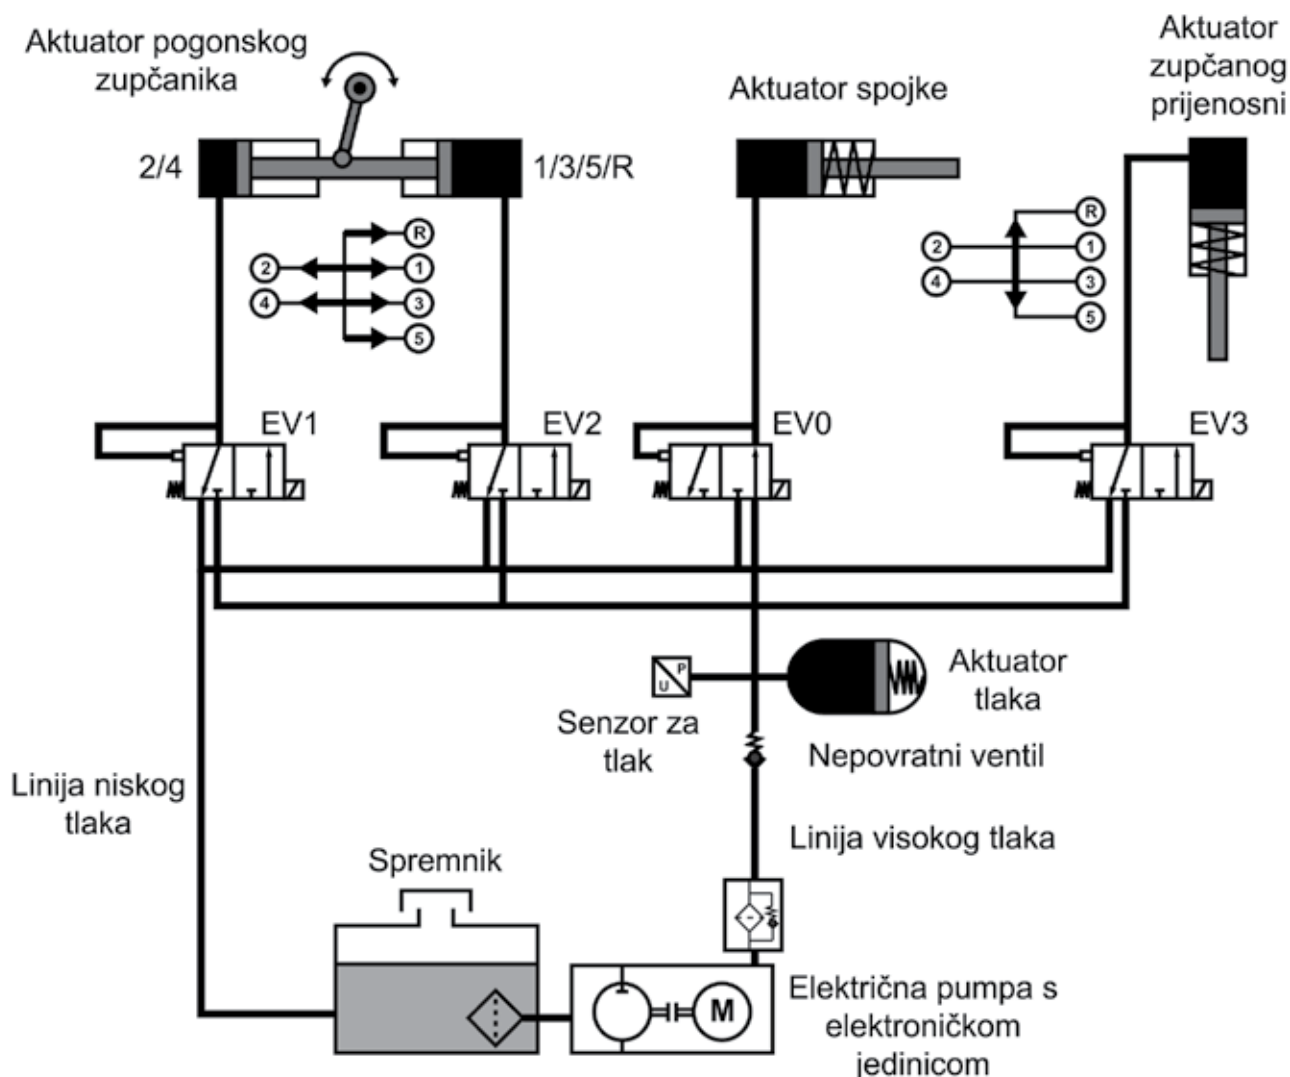 Aktuator pogonskog
zupčanika
Aktuator spojke
Aktuator
zupčanog
prijenosni
2/4
1/3/5/R
R
2
1
4
3
5
R
2
1
4
3
5
EV1
EV2
EV0
EV3
P
U
Senzor za
tlak
Aktuator
tlaka
Nepovratni ventil
Linija niskog
tlaka
Linija visokog tlaka
Spremnik
M
Električna pumpa s
elektroničkom
jedinicom